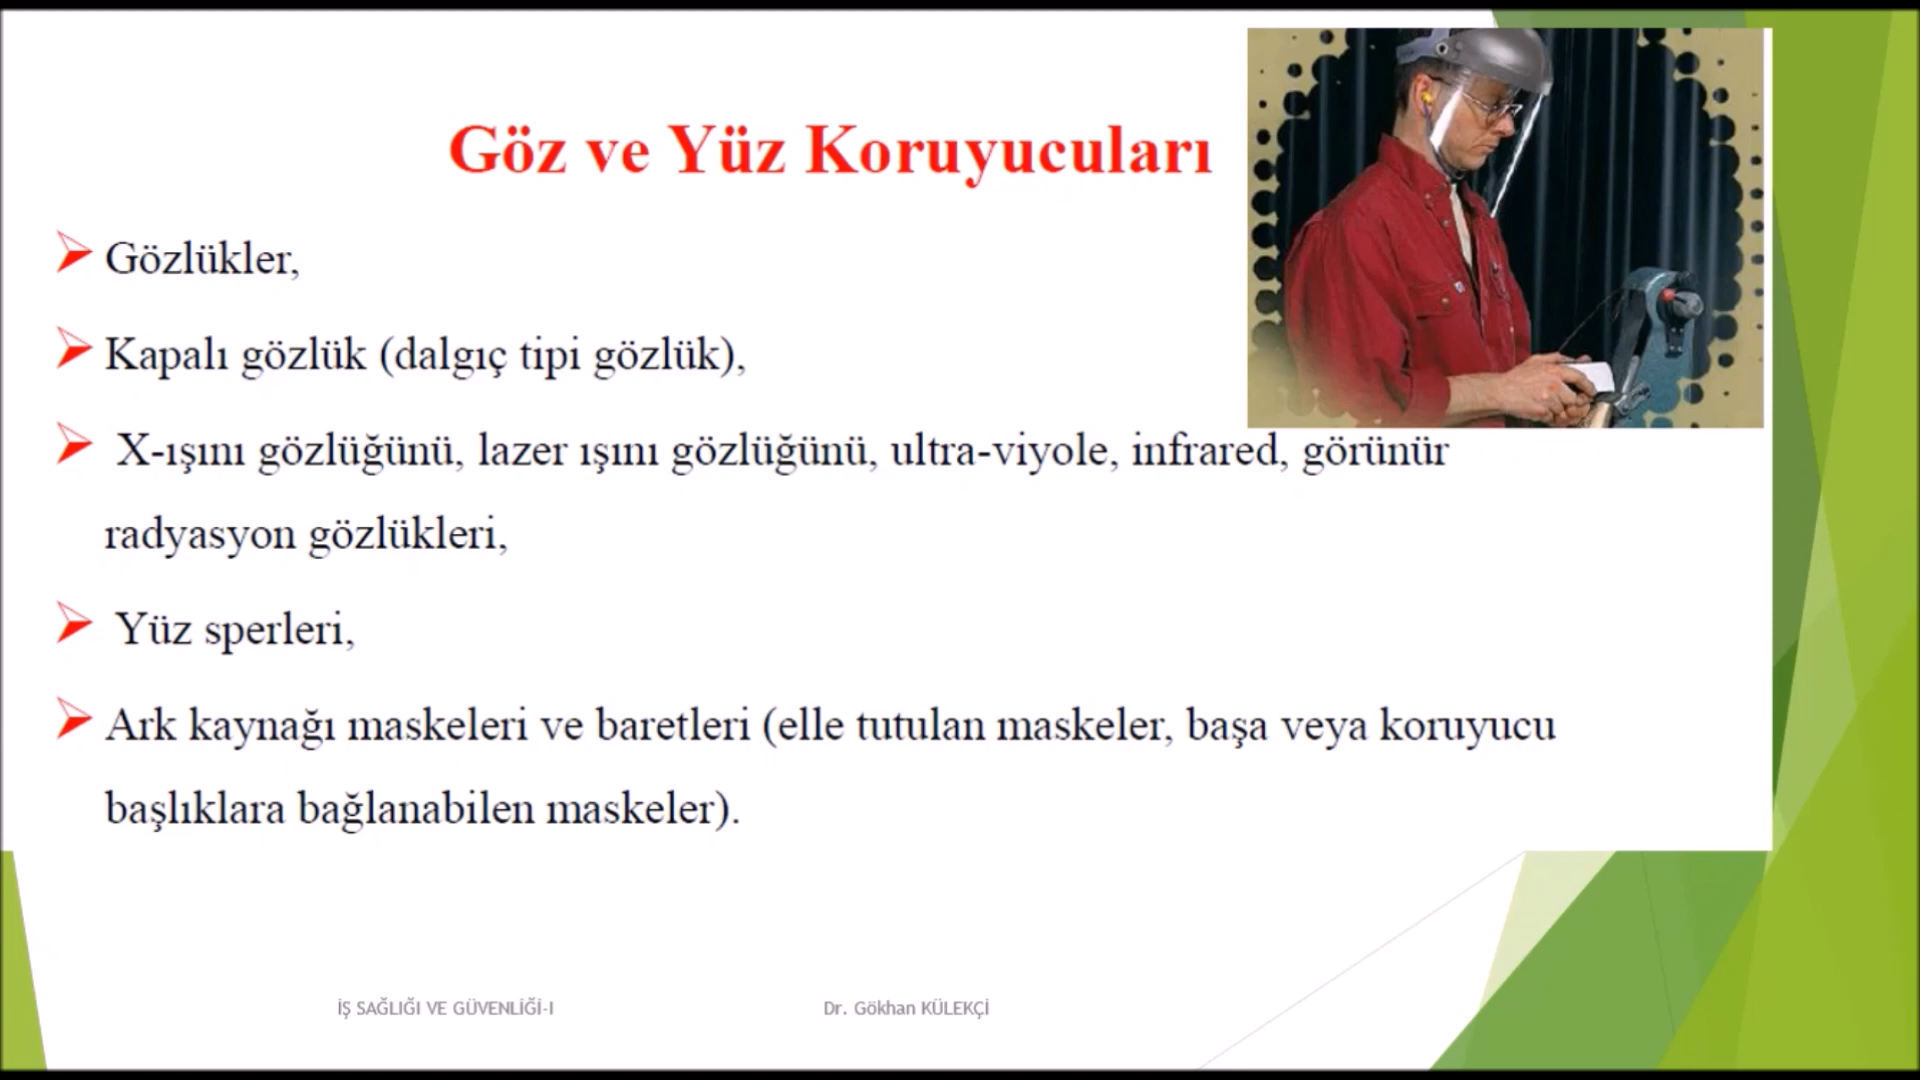 Göz ve Yüz Koruyucuları
Gözlükler,
Kapalı gözlük (dalgıç tipi gözlük),
X-ışını gözlüğünü, lazer ışını gözlüğünü, ultra-viyole, infrared, görünür
radyasyon gözlükleri,
Yüz sperleri,
Ark kaynağı maskeleri ve baretleri (elle tutulan maskeler, başa veya koruyucu
başlıklara bağlanabilen maskeler).
İŞ SAĞLIĞI VE GÜVENLİĞİ-I
Dr. Gökhan KÜLEKÇİ